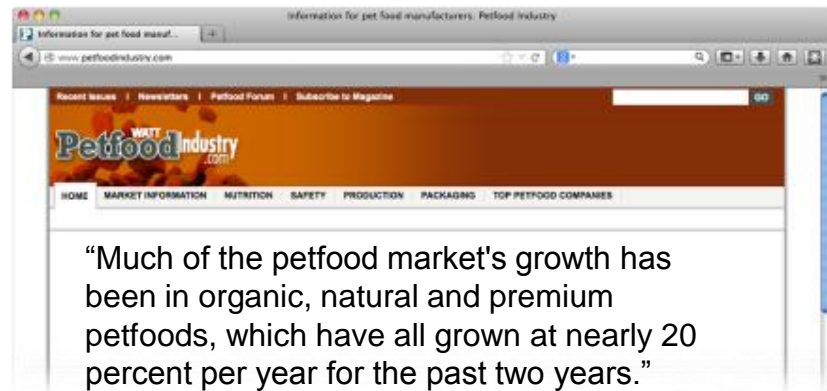 Information for pet food manufacturers: Petfood Industry
Information for pet food manuf...
www.petfoodindustry.com
Recent Issues | Newsletters | Petfood Forum | Subscribe to Magazine
GO
WATT
PetfoodIndustry
.com
HOME MARKET INFORMATION NUTRITION SAFETY PRODUCTION PACKAGING TOP PETFOOD COMPANIES
“Much of the petfood market's growth has
been in organic, natural and premium
petfoods, which have all grown at nearly 20
percent per year for the past two years.”